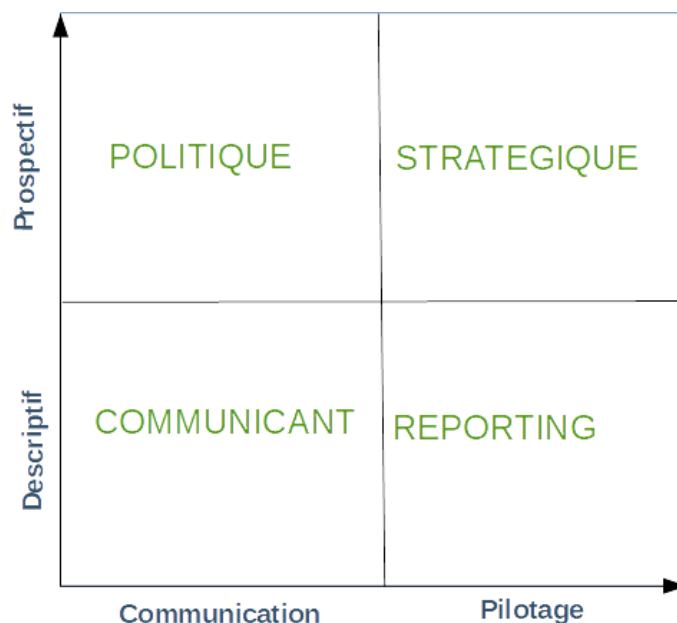 Prospectif
POLITIQUE
STRATEGIQUE
Descriptif
COMMUNICANT
REPORTING
Communication
Pilotage